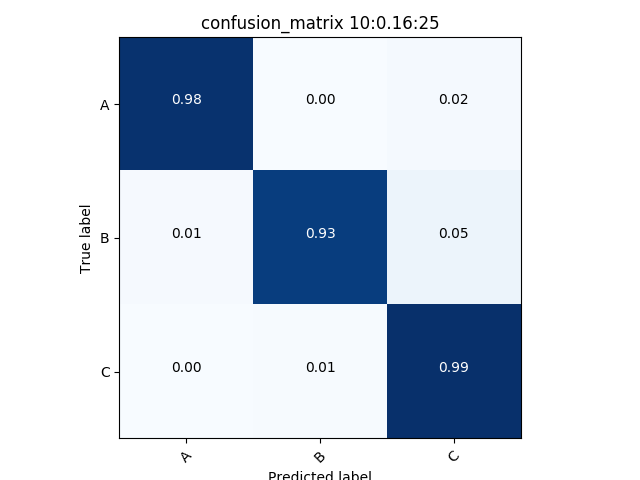 confusion_matrix 10:0.16:25
A 0.98 0.00 0.02
True label
B 0.01 0.93 0.05
C 0.00 0.01 0.99
A B C
Predicted label